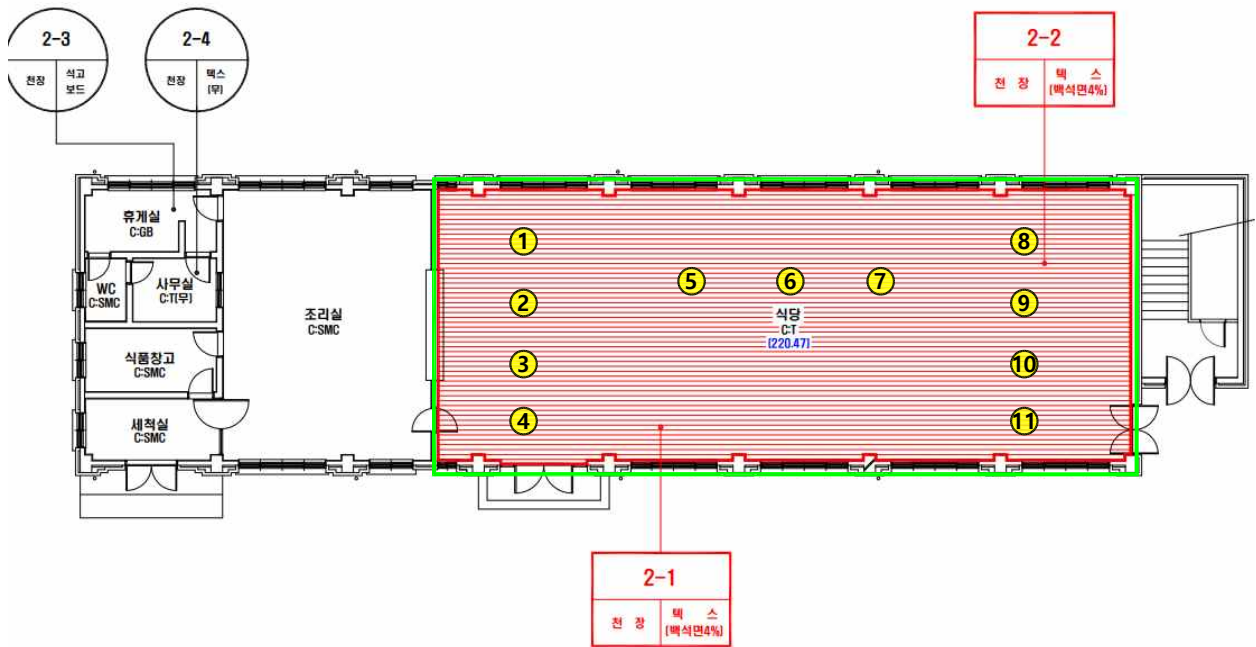 2-3
천장
석고
보드
2-4
천장
텍스
(무)
2-2
천 장
텍 스
(백석면4%)
휴게실
C:GB
WC
C:SMC
사무실
C:T(무)
조리실
C:SMC
식품창고
C:SMC
세척실
C:SMC
1
2
3
4
5
6
7
식당
C:T
(220.47)
8
9
10
11
2-1
천 장
텍 스
(백석면4%)